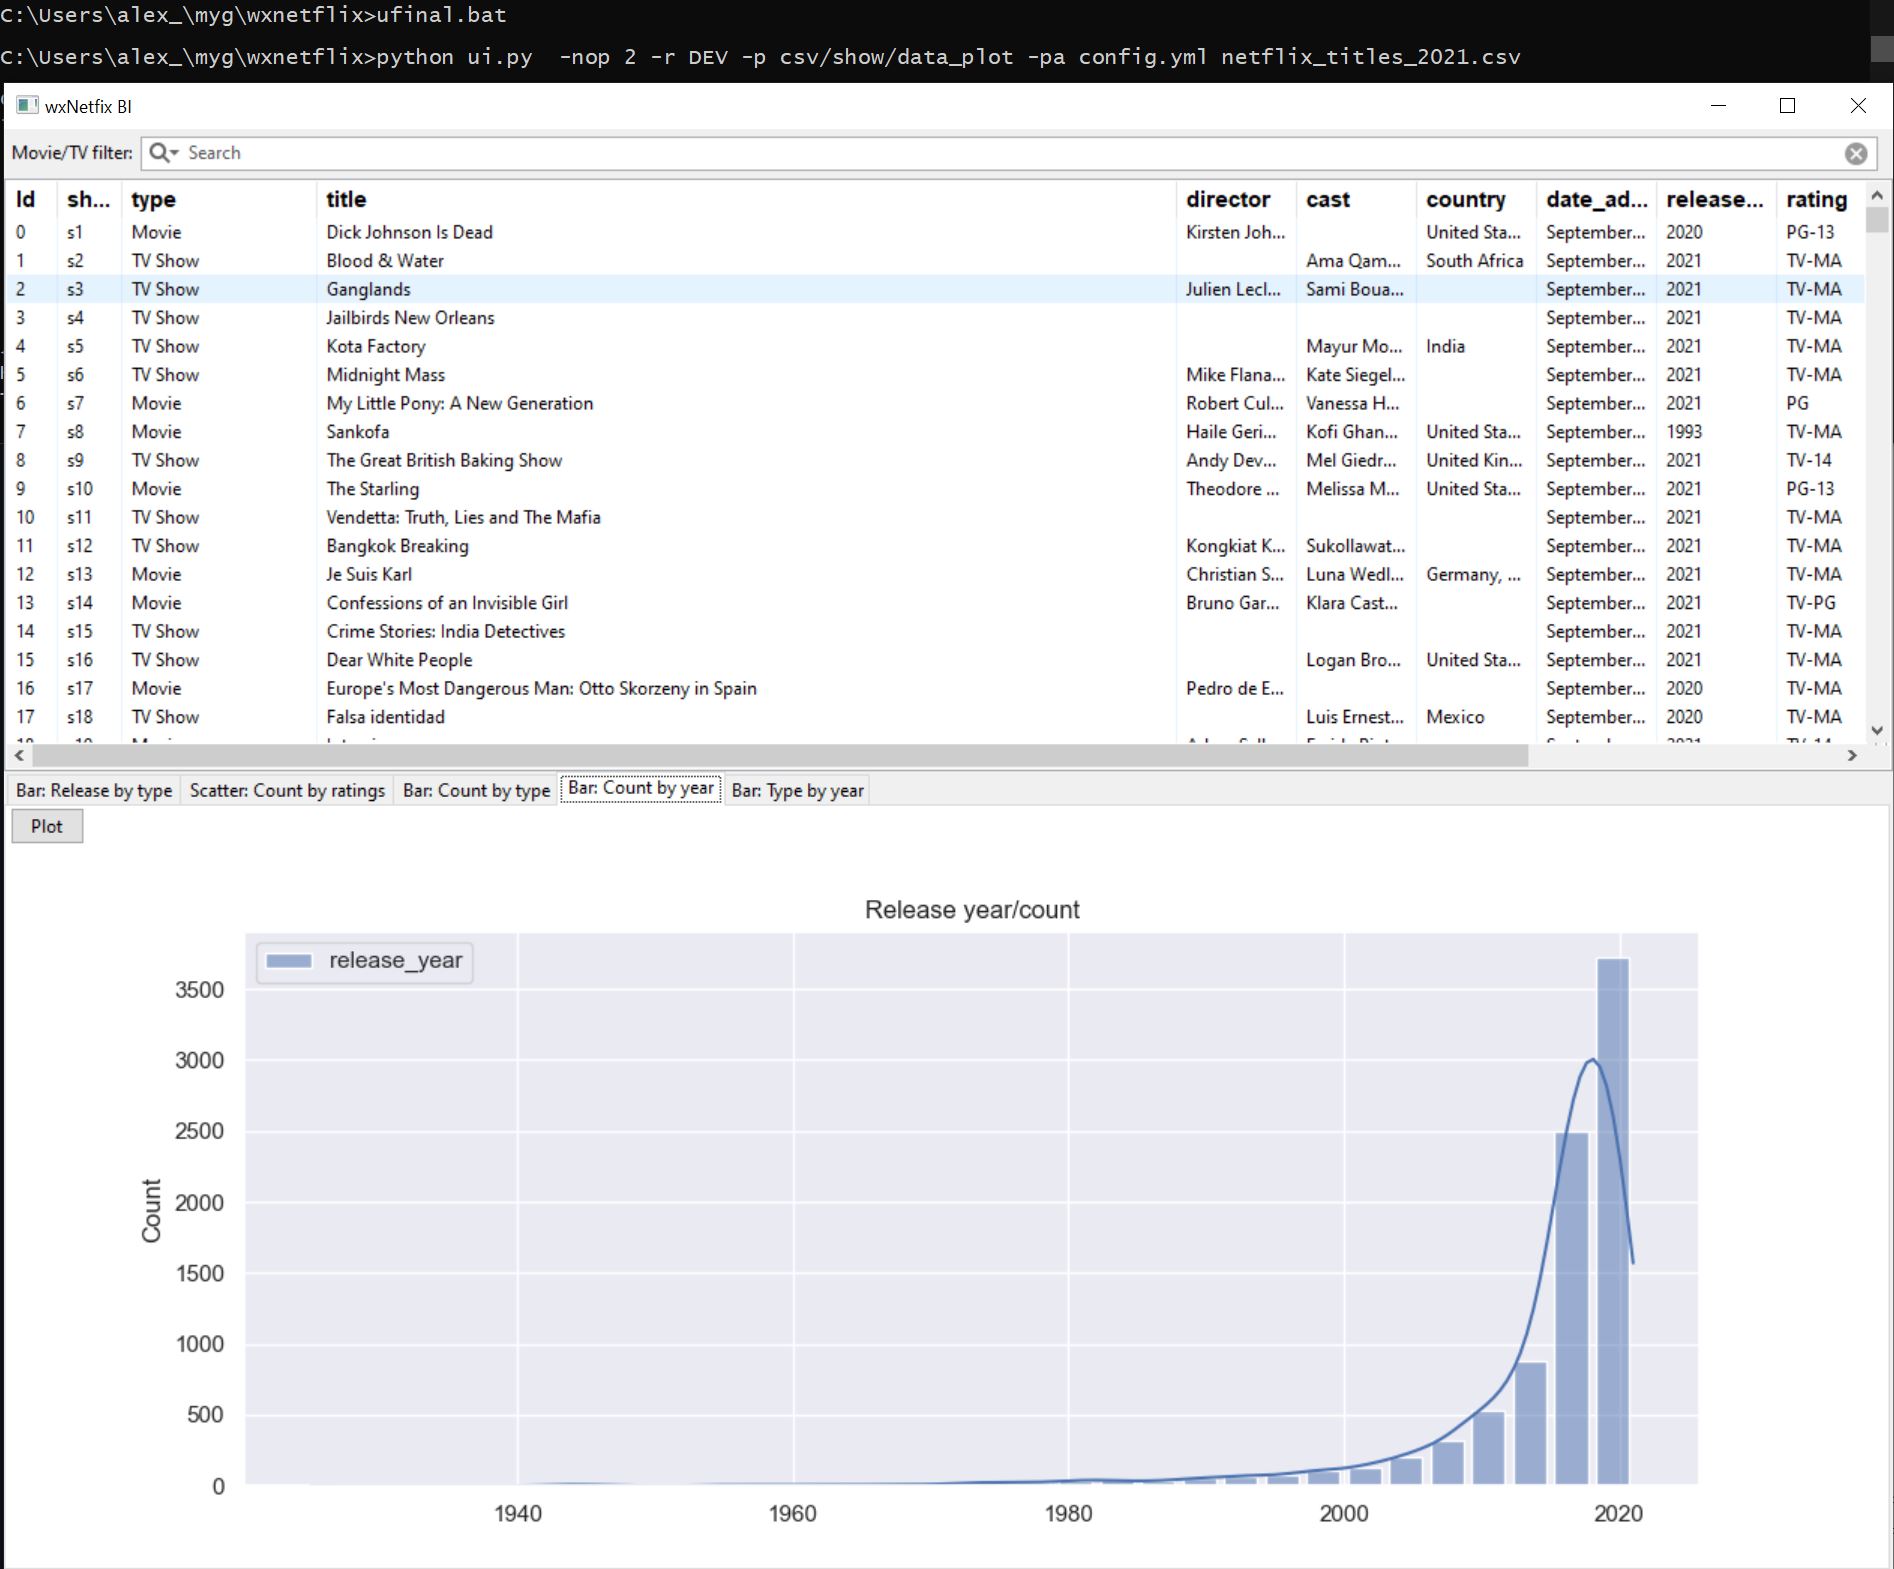 C:\Users\alex_\myg\wxnetflix>ufinal.bat
C:\Users\alex_\myg\wxnetflix>python ui.py  -nop 2 -r DEV -p csv/show/data_plot -pa config.yml netflix_titles_2021.csv
wxNetfix BI
Movie/TV filter: Search
Id sh... type title director cast country date_ad... release... rating
0 s1 Movie Dick Johnson Is Dead Kirsten Joh... United Sta... September... 2020 PG-13
1 s2 TV Show Blood & Water Ama Qam... South Africa September... 2021 TV-MA
2 s3 TV Show Ganglands Julien Lecl... Sami Boua... September... 2021 TV-MA
3 s4 TV Show Jailbirds New Orleans September... 2021 TV-MA
4 s5 TV Show Kota Factory Mayur Mo... India September... 2021 TV-MA
5 s6 TV Show Midnight Mass Mike Flana... Kate Siegel... September... 2021 TV-MA
6 s7 Movie My Little Pony: A New Generation Robert Cul... Vanessa H... September... 2021 PG
7 s8 Movie Sankofa Haile Geri... Kofi Ghan... United Sta... September... 1993 TV-MA
8 s9 TV Show The Great British Baking Show Andy Dev... Mel Giedr... United Kin... September... 2021 TV-14
9 s10 Movie The Starling Theodore ... Melissa M... United Sta... September... 2021 PG-13
10 s11 TV Show Vendetta: Truth, Lies and The Mafia September... 2021 TV-MA
11 s12 TV Show Bangkok Breaking Kongkiat K... Sukollawat... September... 2021 TV-MA
12 s13 Movie Je Suis Karl Christian S... Luna Wedl... Germany, ... September... 2021 TV-MA
13 s14 Movie Confessions of an Invisible Girl Bruno Gar... Klara Cast... September... 2021 TV-PG
14 s15 TV Show Crime Stories: India Detectives September... 2021 TV-MA
15 s16 TV Show Dear White People Logan Bro... United Sta... September... 2021 TV-MA
16 s17 Movie Europe's Most Dangerous Man: Otto Skorzeny in Spain Pedro de E... September... 2020 TV-MA
17 s18 TV Show Falsa identidad Luis Ernest... Mexico September... 2020 TV-MA
Bar: Release by type Scatter: Count by ratings Bar: Count by type Bar: Count by year Bar: Type by year
Plot
Release year/count
release_year
3500
3000
2500
2000
1500
1000
500
0
Count
1940 1960 1980 2000 2020